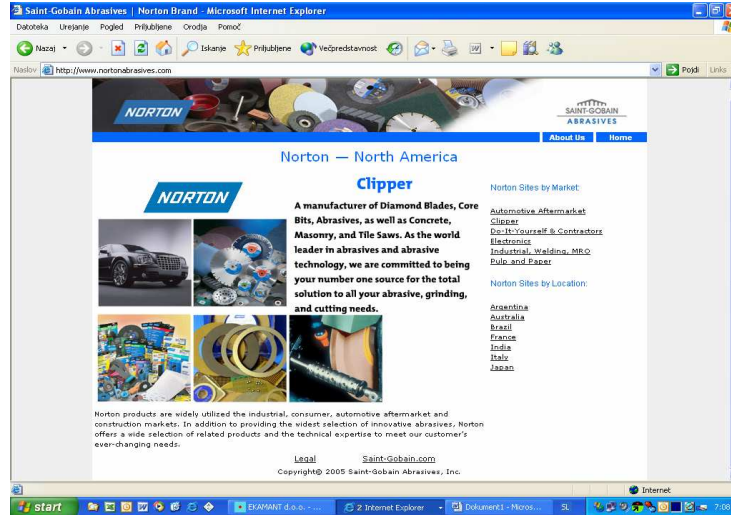 Saint-Gobain Abrasives | Norton Brand - Microsoft Internet Explorer
Datoteka Urejanje Pogled Priljubljene Orodja Pomoč
Nazaj Iskanje Priljubljene Večpredstavnost
Naslov http://www.nortonabrasives.com Pojdi Links
NORTON
SAINT-GOBAIN
ABRASIVES
About Us Home
Norton — North America
NORTON
Clipper
A manufacturer of Diamond Blades, Core
Bits, Abrasives, as well as Concrete,
Masonry, and Tile Saws. As the world
leader in abrasives and abrasive
technology, we are committed to being
your number one source for the total
solution to all your abrasive, grinding,
and cutting needs.
Norton Sites by Market:
Automotive Aftermarket
Clipper
Do-It-Yourself & Contractors
Electronics
Industrial, Welding, MRO
Pulp and Paper
Norton Sites by Location:
Argentina
Australia
Brazil
France
India
Italy
Japan
Norton products are widely utilized the industrial, consumer, automotive aftermarket and
construction markets. In addition to providing the widest selection of innovative abrasives, Norton
offers a wide selection of related products and the technical expertise to meet our customer's
ever-changing needs.
Legal Saint-Gobain.com
Copyright© 2005 Saint-Gobain Abrasives, Inc.
Internet
start EKAMANT d.o.o. - ... 2 Internet Explorer Dokument1 - Micros... SL 7:08